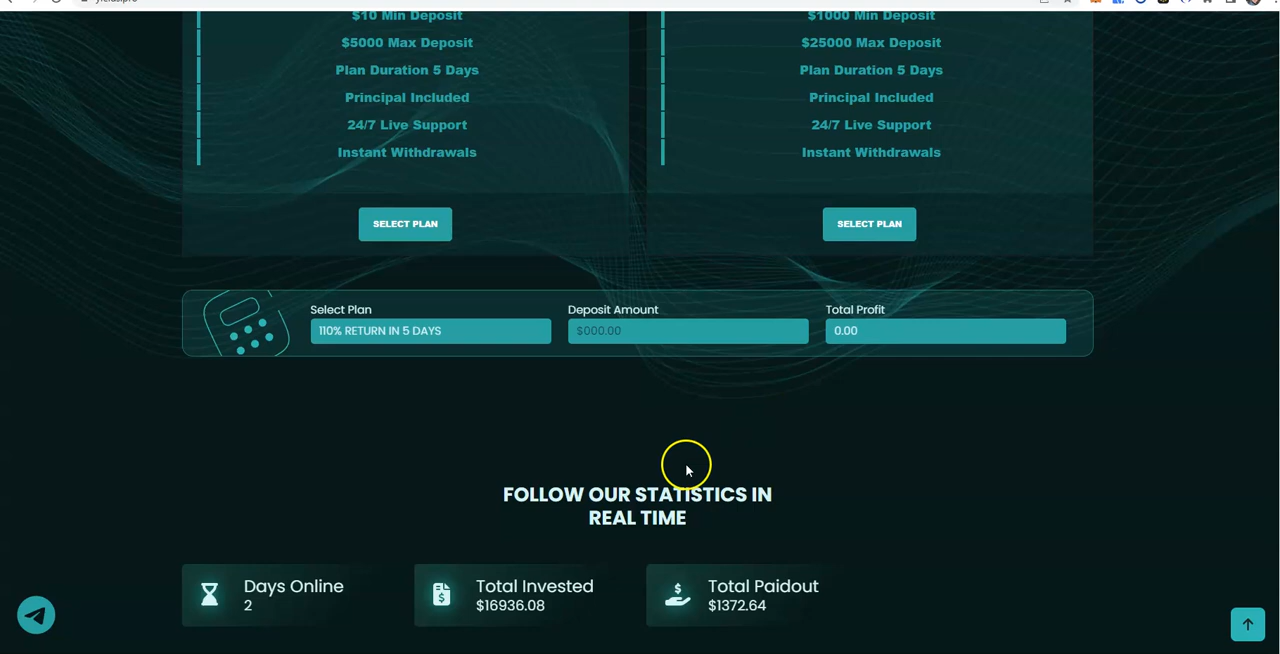 $10 Min Deposit
$5000 Max Deposit
Plan Duration 5 Days
Principal Included
24/7 Live Support
Instant Withdrawals
SELECT PLAN
$1000 Min Deposit
$25000 Max Deposit
Plan Duration 5 Days
Principal Included
24/7 Live Support
Instant Withdrawals
SELECT PLAN
Select Plan
110% RETURN IN 5 DAYS
Deposit Amount
$000.00
Total Profit
0.00
FOLLOW OUR STATISTICS IN
REAL TIME
Days Online
2
Total Invested
$16936.08
Total Paidout
$1372.64